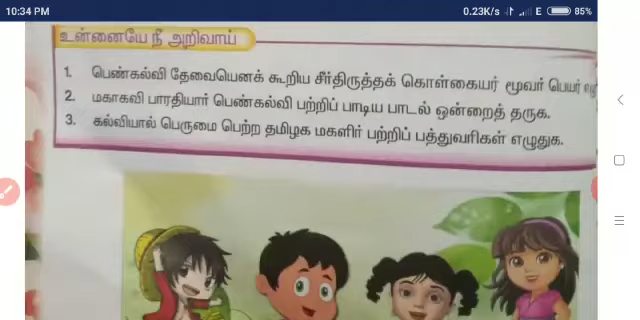 10:34 PM 0.23K/s E 85%
உன்னையே நீ அறிவாய்
1. பெண்கல்வி தேவையெனக் கூறிய சீர்திருத்தக் கொள்கையர் மூவர் பெயர்
2. மகாகவி பாரதியார் பெண்கல்வி பற்றிப் பாடிய பாடல் ஒன்றைத் தருக.
3. கல்வியால் பெருமை பெற்ற தமிழக மகளிர் பற்றிப் பத்துவரிகள் எழுதுக.